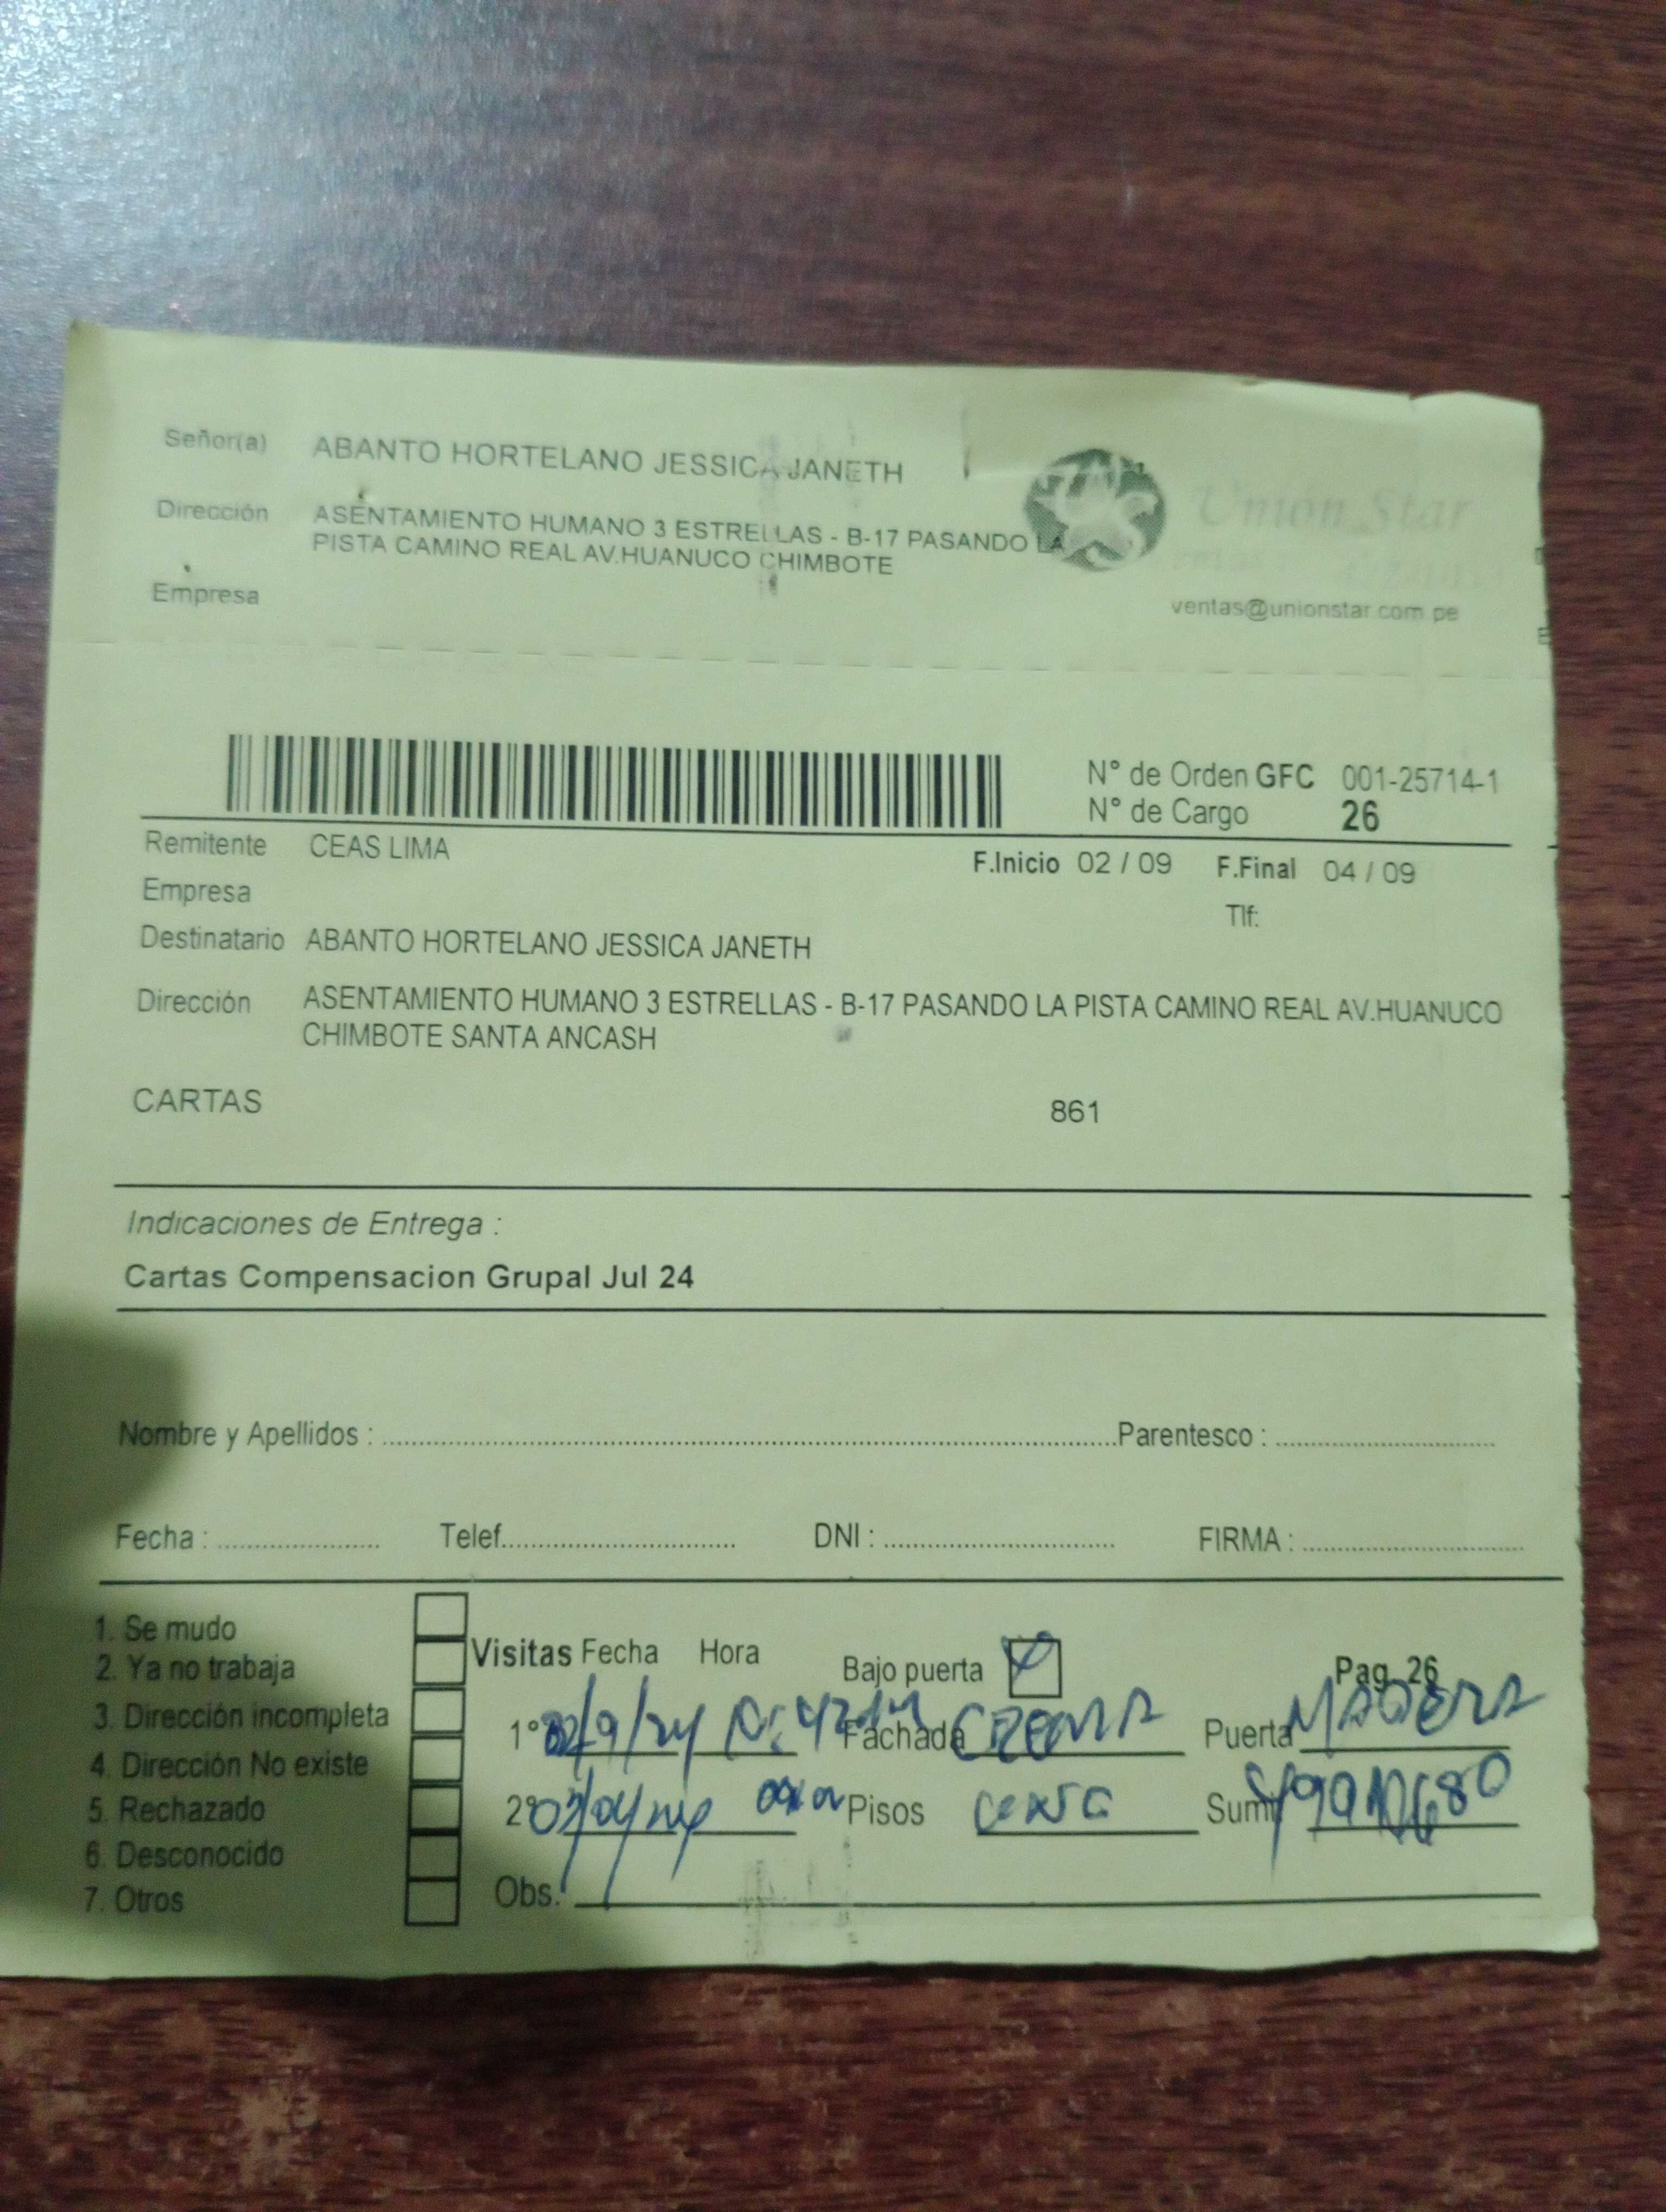 Señor(a) ABANTO HORTELANO JESSICA JANETH
Dirección ASENTAMIENTO HUMANO 3 ESTRELLAS - B-17 PASANDO LA
PISTA CAMINO REAL AV.HUANUCO CHIMBOTE
Empresa
Unión Star
ventas@unionstar.com.pe
N° de Orden GFC 001-25714-1
N° de Cargo 26
Remitente CEAS LIMA
F.Inicio 02 / 09 F.Final 04 / 09
Empresa
Tlf:
Destinatario ABANTO HORTELANO JESSICA JANETH
Dirección ASENTAMIENTO HUMANO 3 ESTRELLAS - B-17 PASANDO LA PISTA CAMINO REAL AV.HUANUCO
CHIMBOTE SANTA ANCASH
CARTAS 861
Indicaciones de Entrega :
Cartas Compensacion Grupal Jul 24
Nombre y Apellidos : Parentesco :
Fecha : Telef. DNI : FIRMA :
1. Se mudo
2. Ya no trabaja
3. Dirección incompleta
4. Dirección No existe
5. Rechazado
6. Desconocido
7. Otros
Visitas Fecha Hora Bajo puerta X Pag. 26
1° Fachada CREMA Puerta MADERA
2° Pisos Sum
Obs.